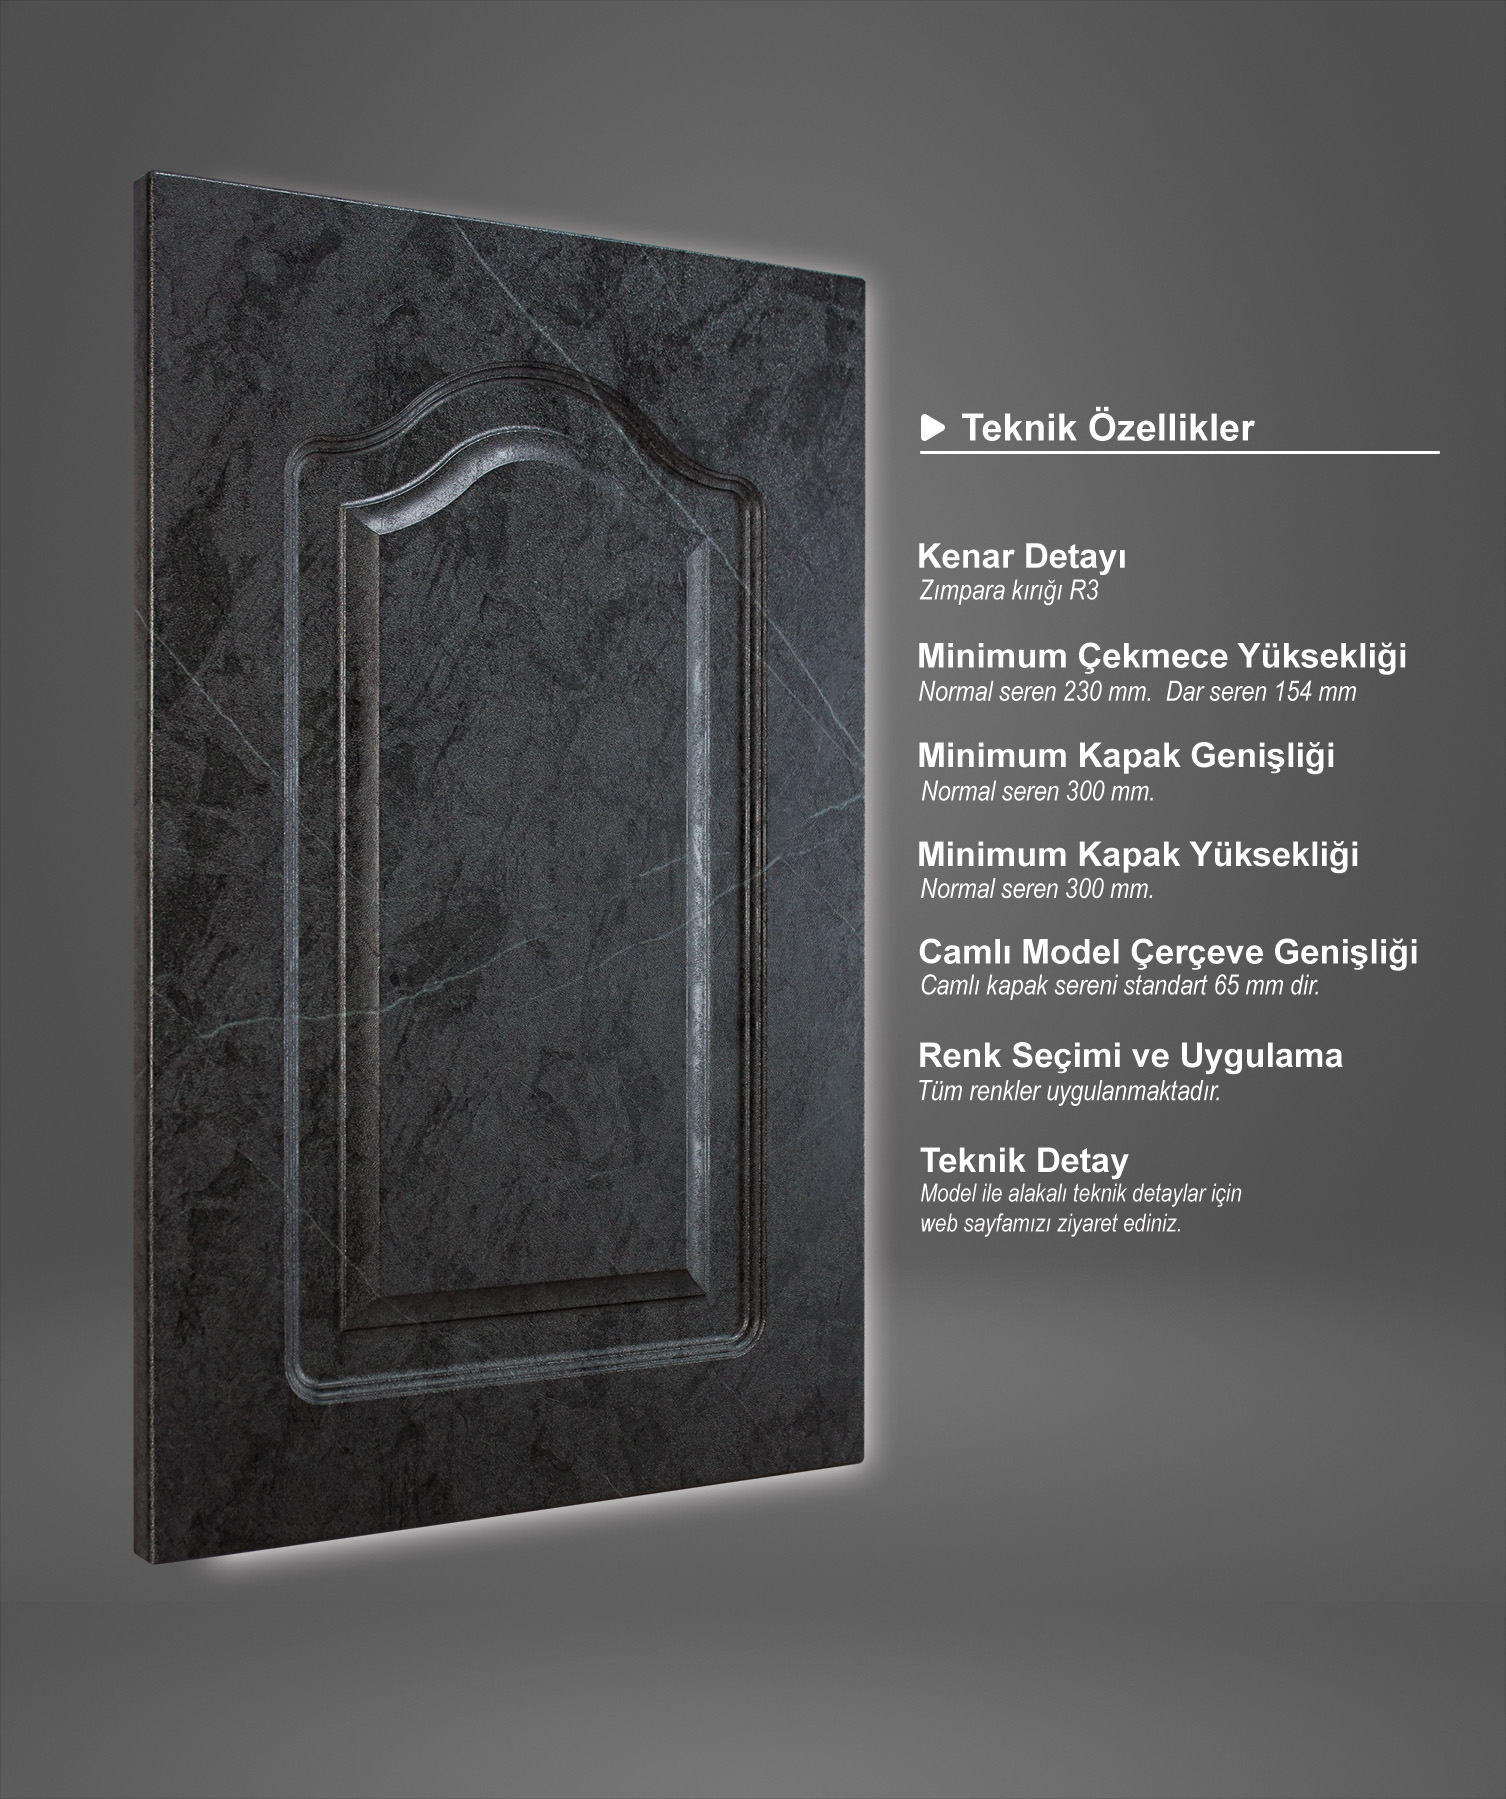 Teknik Özellikler
Kenar Detayı
Zımpara kırığı R3
Minimum Çekmece Yüksekliği
Normal seren 230 mm. Dar seren 154 mm
Minimum Kapak Genişliği
Normal seren 300 mm.
Minimum Kapak Yüksekliği
Normal seren 300 mm.
Camlı Model Çerçeve Genişliği
Camlı kapak sereni standart 65 mm dir.
Renk Seçimi ve Uygulama
Tüm renkler uygulanmaktadır.
Teknik Detay
Model ile alakalı teknik detaylar için
web sayfamızı ziyaret ediniz.